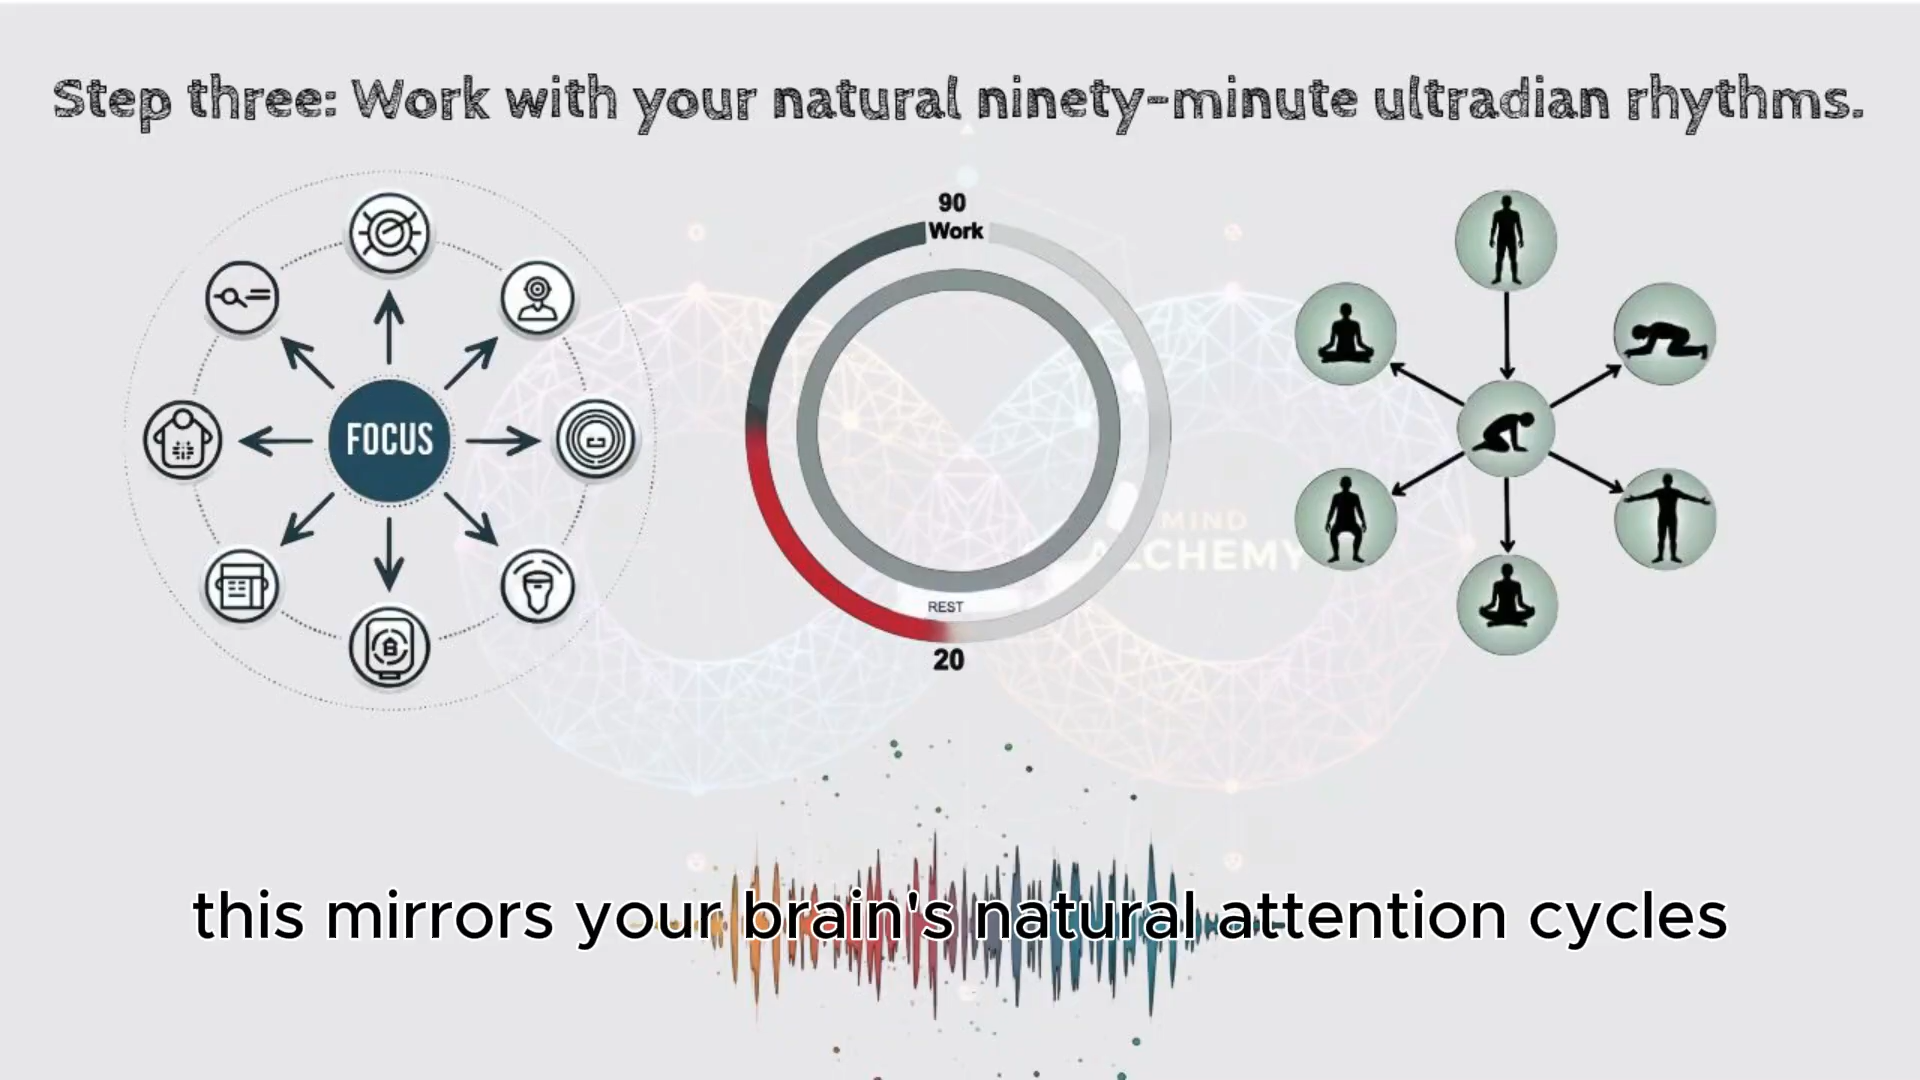 Step three: Work with your natural ninety-minute ultradian rhythms.
FOCUS
90
Work
REST
20
MIND
ALCHEMY
this mirrors your brain's natural attention cycles